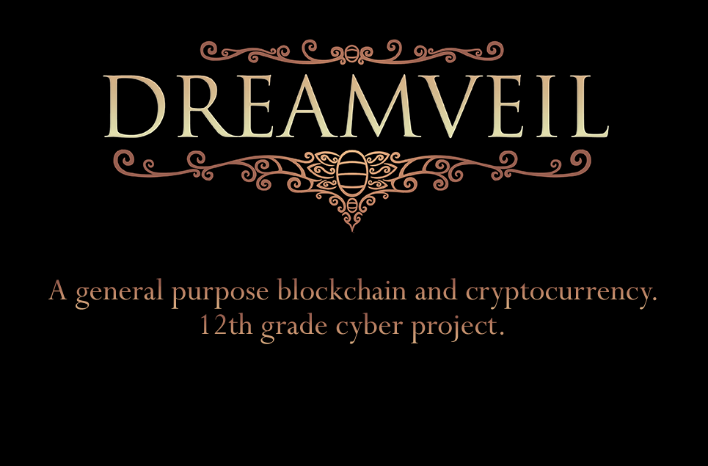 DREAMVEIL
A general purpose blockchain and cryptocurrency.
12th grade cyber project.